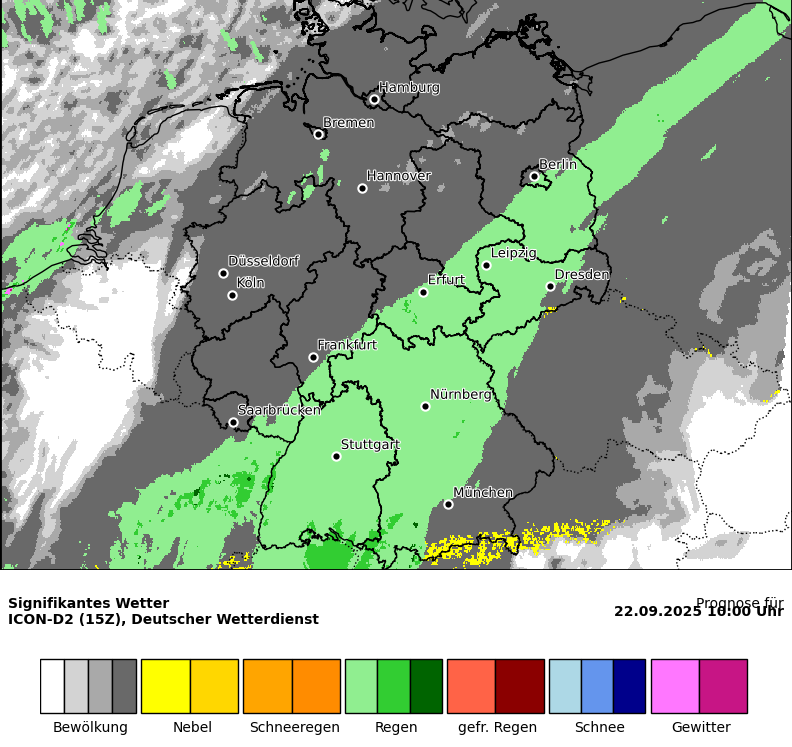 Hamburg
Bremen
Berlin
Hannover
Leipzig
Düsseldorf
Dresden
Köln
Erfurt
Frankfurt
Nürnberg
Saarbrücken
Stuttgart
München
Signifikantes Wetter
Prognose für
ICON-D2 (15Z), Deutscher Wetterdienst
22.09.2025 10:00 Uhr
Bewölkung Nebel Schneeregen Regen gefr. Regen Schnee Gewitter